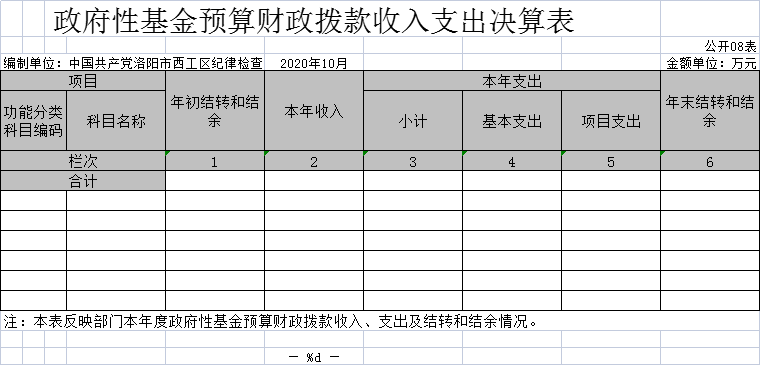 政府性基金预算财政拨款收入支出决算表
公开08表
编制单位：中国共产党洛阳市西工区纪律检查 2020年10月 金额单位：万元
项目 年初结转和结余 本年收入 本年支出 年末结转和结余
功能分类科目编码 科目名称 小计 基本支出 项目支出
栏次 1 2 3 4 5 6
合计
注：本表反映部门本年度政府性基金预算财政拨款收入、支出及结转和结余情况。
— %d —